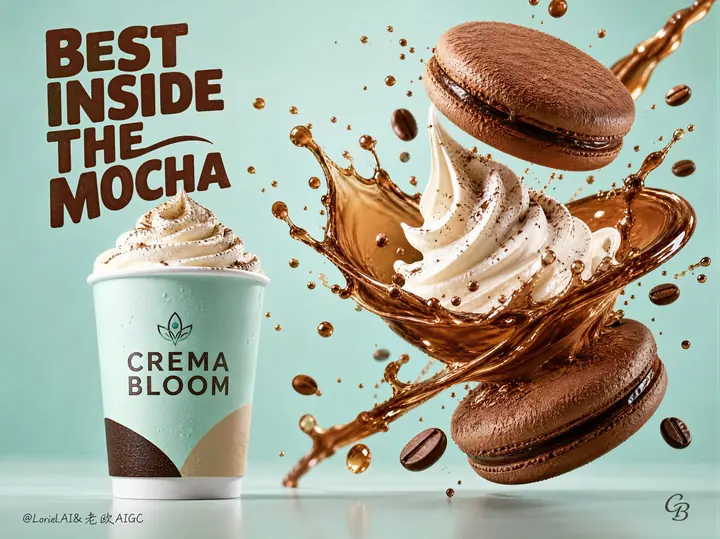 BEST
INSIDE
THE
MOCHA
CREMA
BLOOM
@LorieLAI& 老欧AIGC
CB